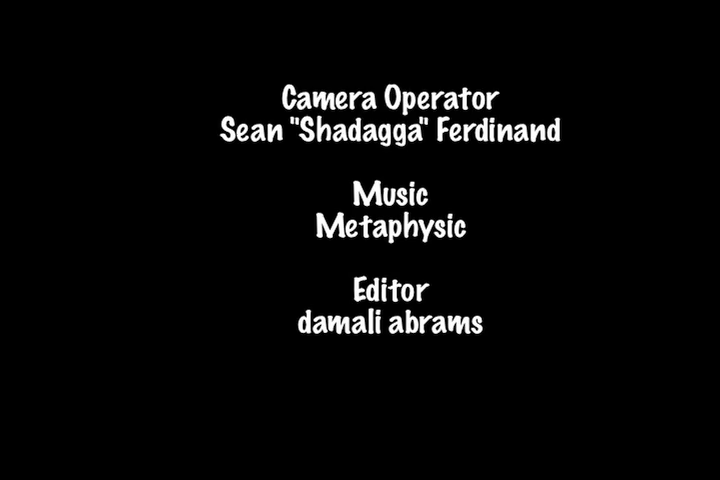 Camera Operator
Sean "Shadagga" Ferdinand
Music
Metaphysic
Editor
damali abrams